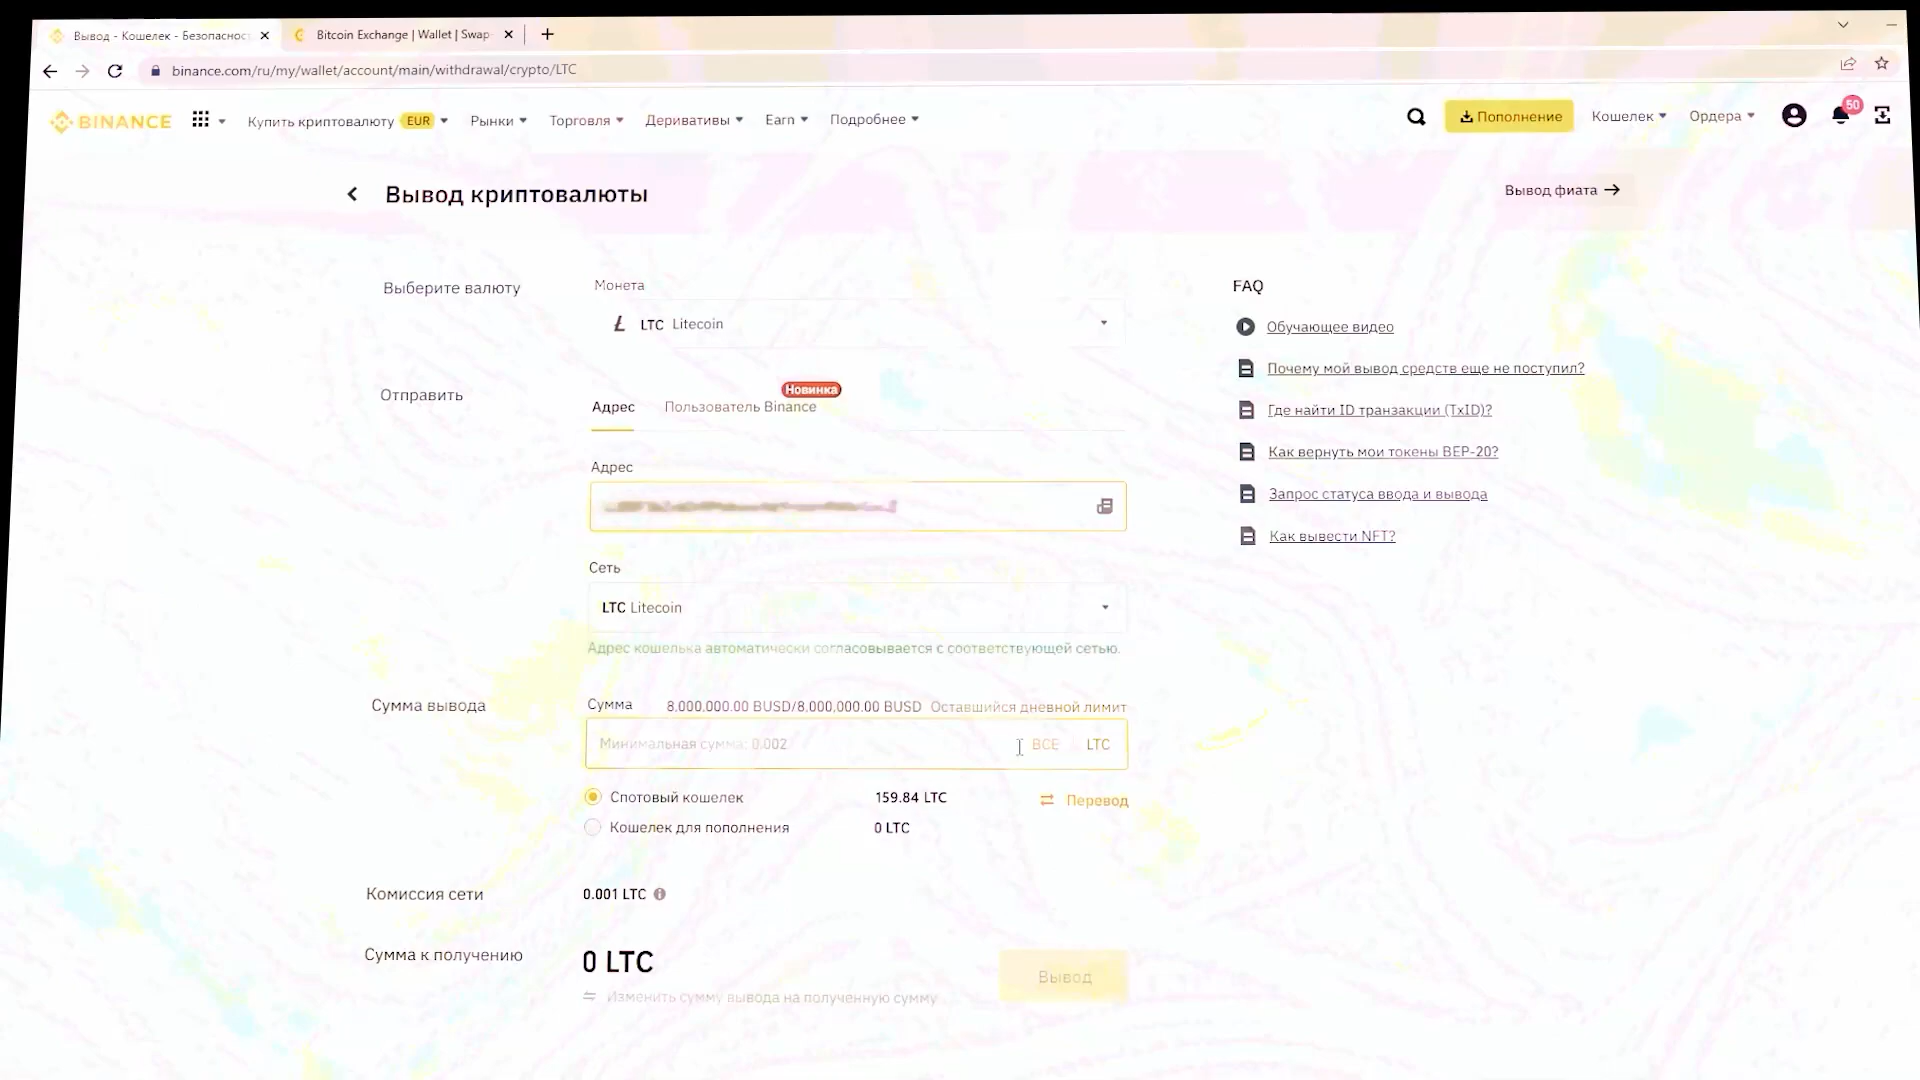 Вывод - Кошелек - Безопасност
Bitcoin Exchange | Wallet | Swap
binance.com/ru/my/wallet/account/main/withdrawal/crypto/LTC
BINANCE
Купить криптовалюту EUR
Рынки
Торговля
Деривативы
Earn
Подробнее
Пополнение
Кошелек
Ордера
50
Вывод криптовалюты
Вывод фиата
Выберите валюту
Монета
LTC Litecoin
Отправить
Новинка
Адрес
Пользователь Binance
Адрес
Сеть
LTC Litecoin
Адрес кошелька автоматически согласовывается с соответствующей сетью.
Сумма вывода
Сумма
8,000,000.00 BUSD/8,000,000.00 BUSD Оставшийся дневной лимит
Минимальная сумма: 0.002
ВСЕ
LTC
Спотовый кошелек
159.84 LTC
Перевод
Кошелек для пополнения
0 LTC
Комиссия сети
0.001 LTC
Сумма к получению
0 LTC
Изменить сумму вывода на полученную сумму
Вывод
FAQ
Обучающее видео
Почему мой вывод средств еще не поступил?
Где найти ID транзакции (TxID)?
Как вернуть мои токены BEP-20?
Запрос статуса ввода и вывода
Как вывести NFT?